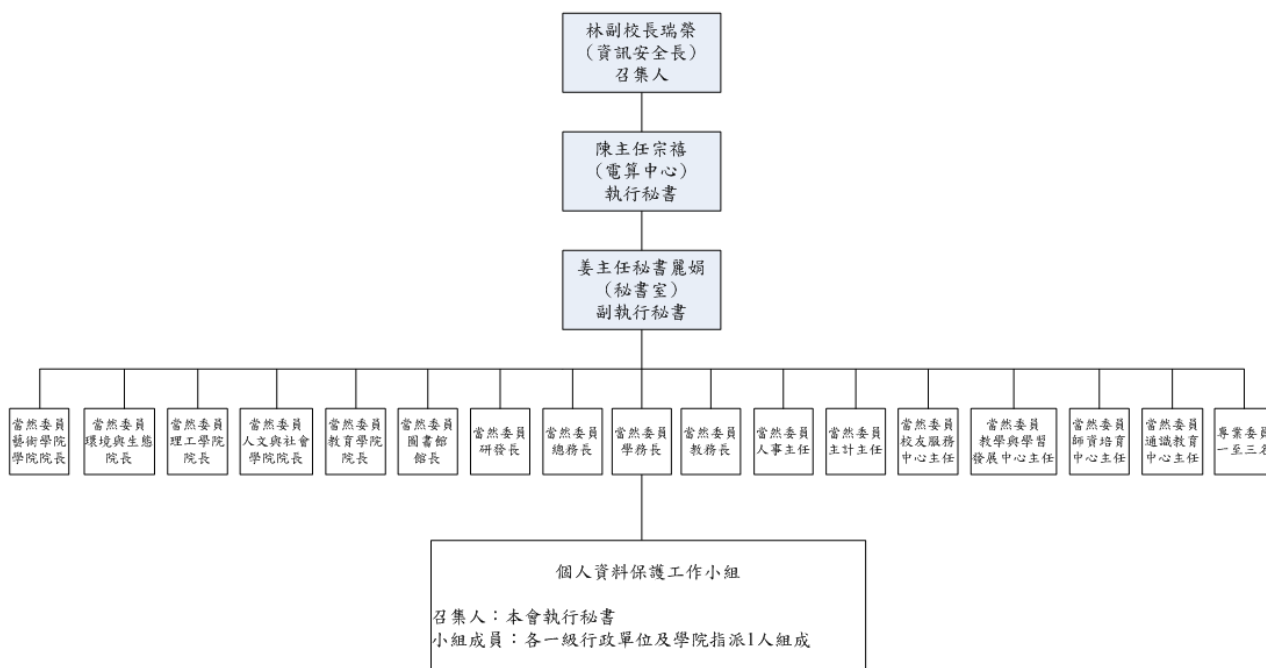 林副校長瑞榮
（資訊安全長）
召集人
陳主任宗禧
（電算中心）
執行秘書
姜主任秘書麗娟
（秘書室）
副執行秘書
當然委員
藝術學院
學院院長
當然委員
環境與生態
院長
當然委員
理工學院
院長
當然委員
人文與社會
學院院長
當然委員
教育學院
院長
當然委員
圖書館
館長
當然委員
研發長
當然委員
總務長
當然委員
學務長
當然委員
教務長
當然委員
人事主任
當然委員
主計主任
當然委員
校友服務
中心主任
當然委員
教學與學習
發展中心主任
當然委員
師資培育
中心主任
當然委員
通識教育
中心主任
專業委員
一至三名
個人資料保護工作小組
召集人：本會執行秘書
小組成員：各一級行政單位及學院指派1人組成